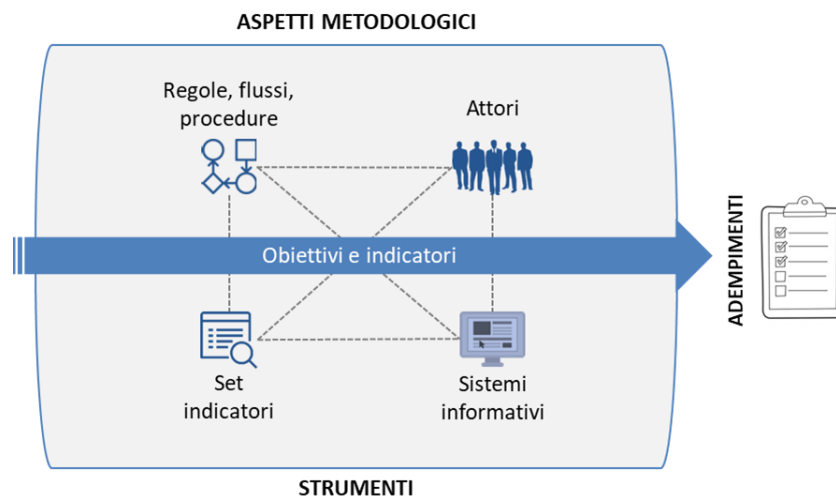 ASPETTI METODOLOGICI
Regole, flussi,
procedure
Attori
Obiettivi e indicatori
ADEMPIMENTI
Set
indicatori
Sistemi
informativi
STRUMENTI